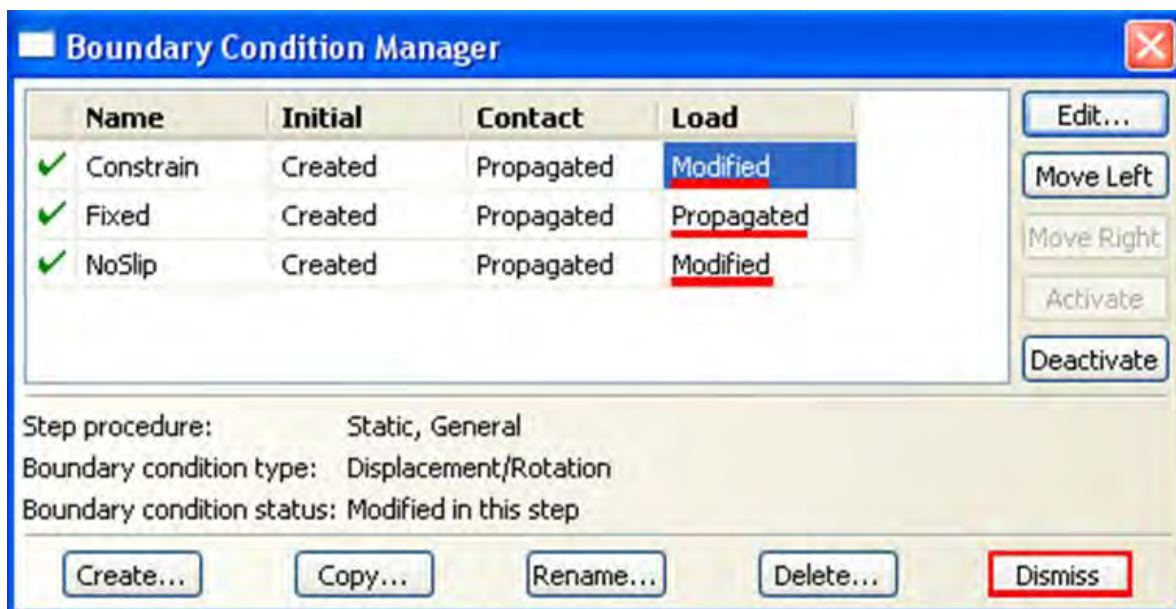 Boundary Condition Manager
Name Initial Contact Load
Edit...
Constrain Created Propagated Modified
Move Left
Fixed Created Propagated Propagated
Move Right
NoSlip Created Propagated Modified
Activate
Deactivate
Step procedure: Static, General
Boundary condition type: Displacement/Rotation
Boundary condition status: Modified in this step
Create... Copy... Rename... Delete... Dismiss